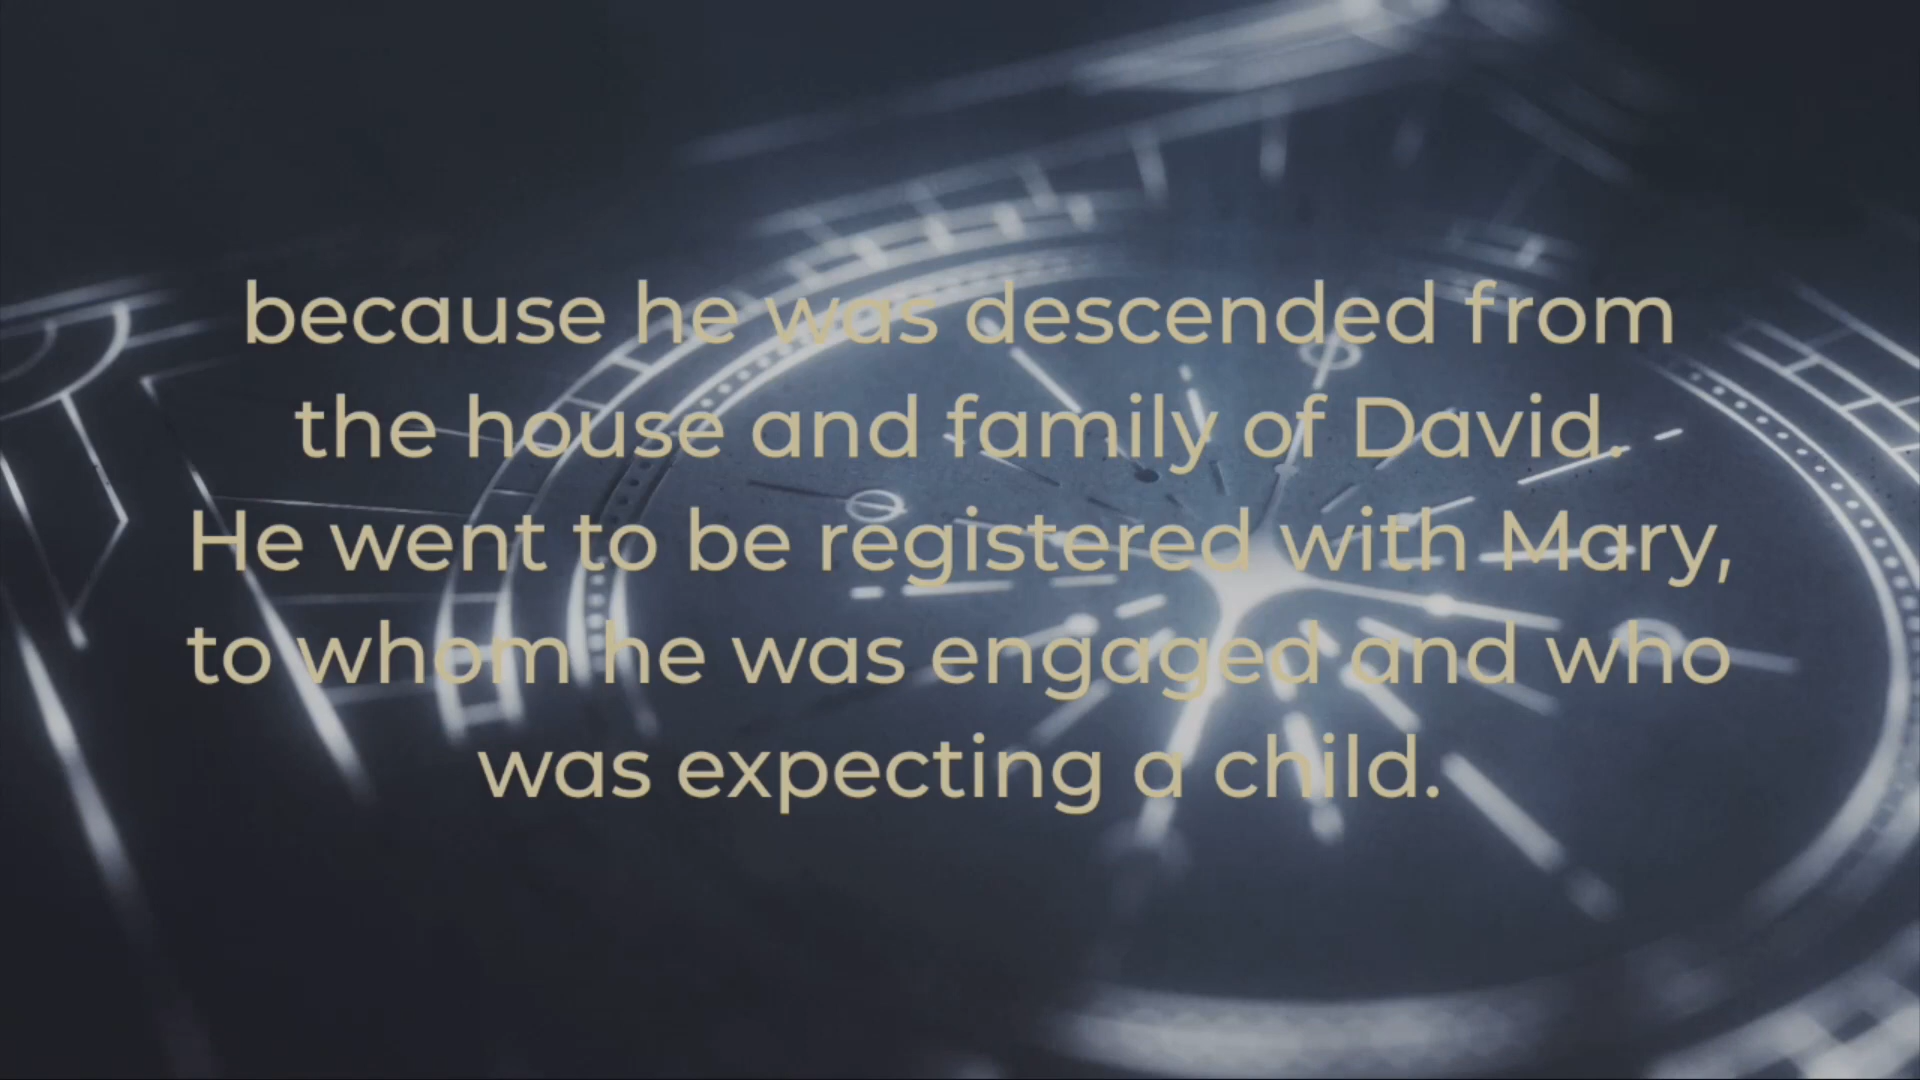 because he was descended from
the house and family of David.
He went to be registered with Mary,
to whom he was engaged and who
was expecting a child.